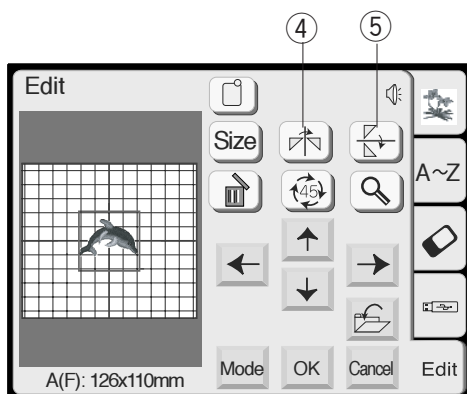 ④ ⑤
Edit
Size
A~Z
45
Mode OK Cancel Edit
A(F): 126x110mm